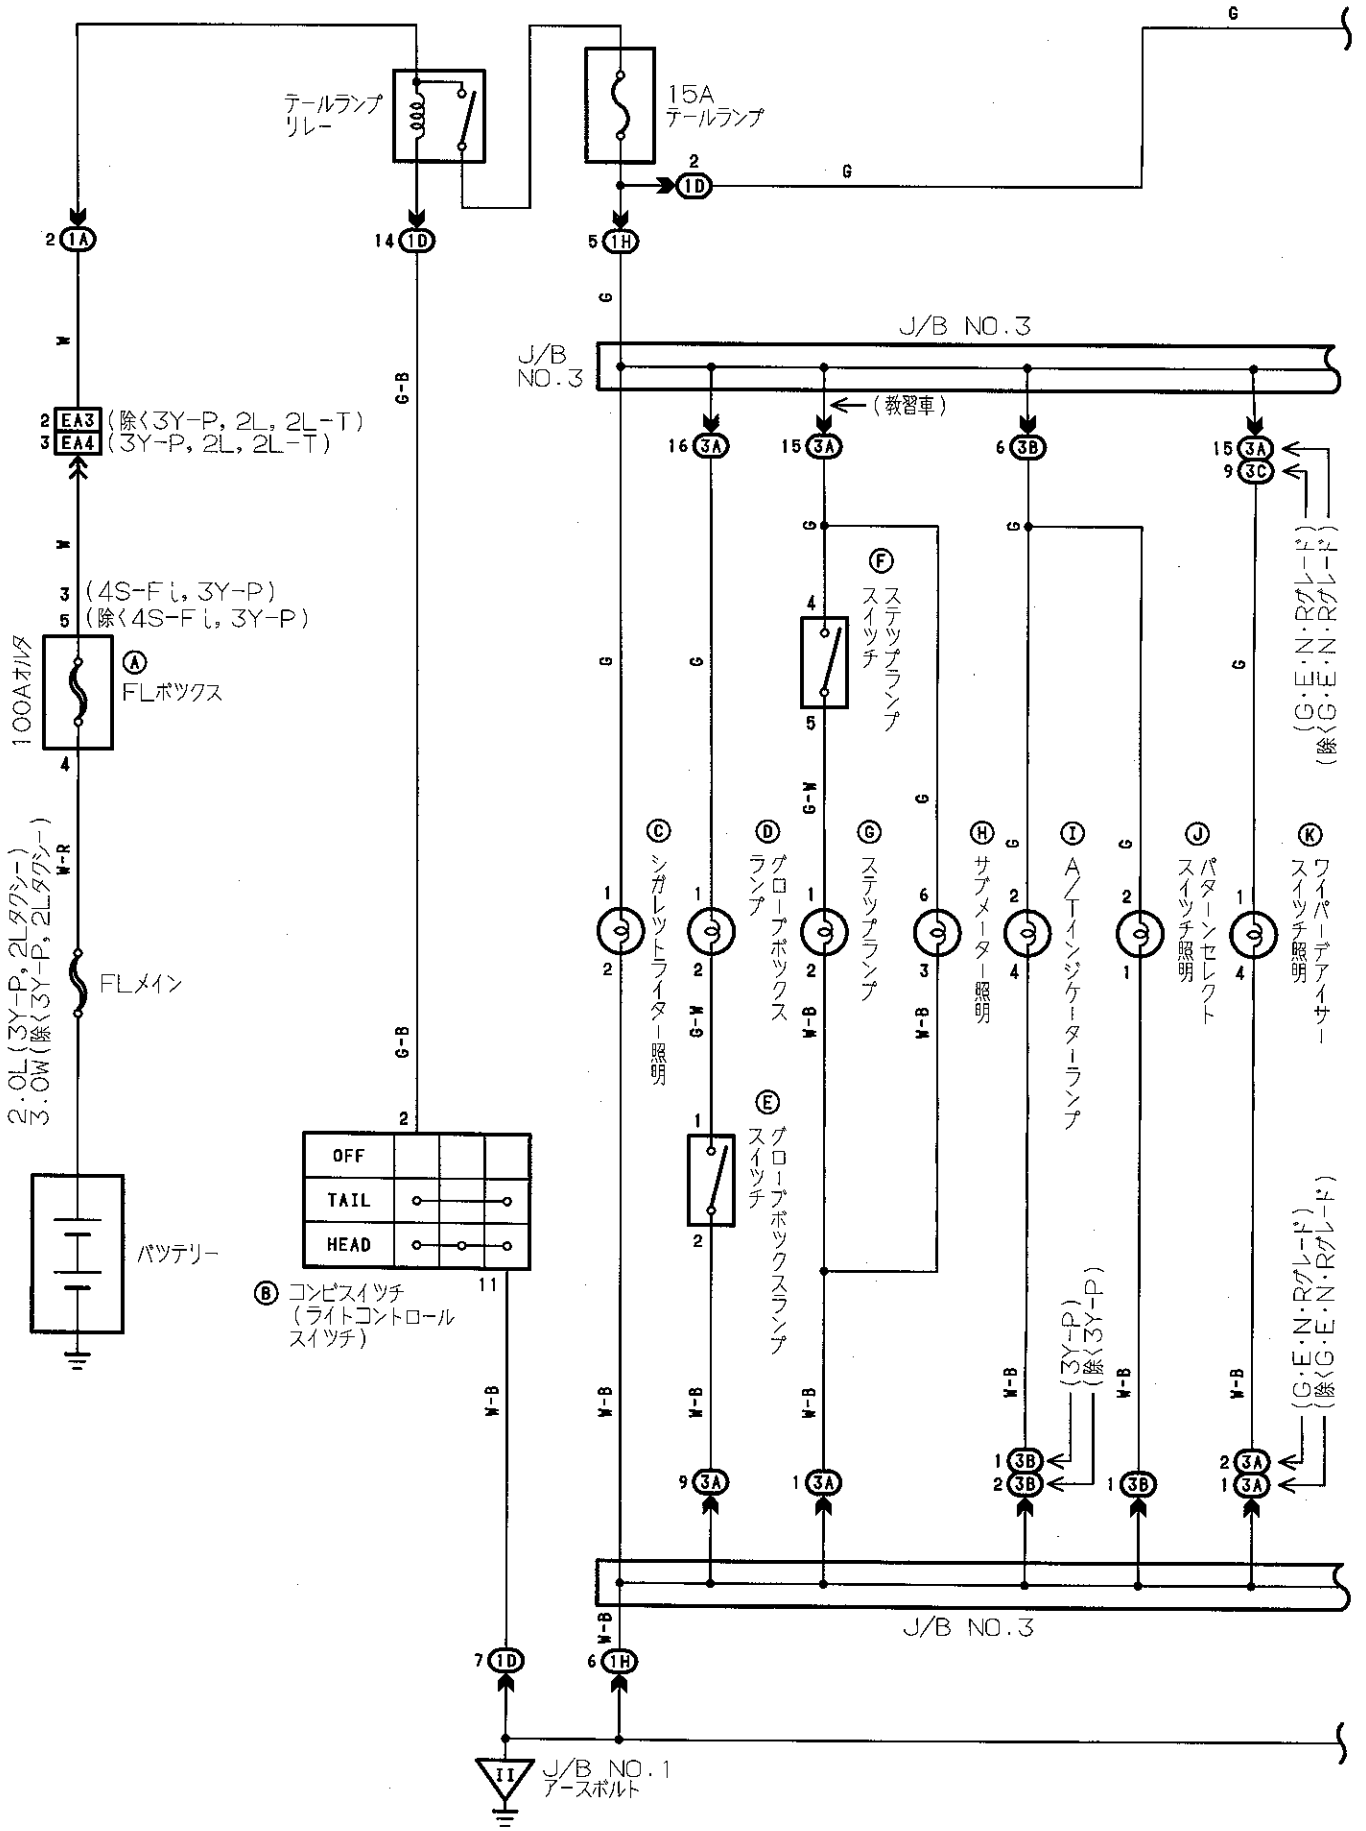 G
テールランプ
リレー
15A
テールランプ
2
1D
G
2 1A
14 1D
5 1H
G
W
G-B
J/B NO.3
J/B
NO.3
2 EA3 (除く3Y-P, 2L, 2L-T)
3 EA4 (3Y-P, 2L, 2L-T)
(教習車)
16 3A
15 3A
6 3B
15 3A
9 3C
(G·E·N·Rグレード)
(除くG·E·N·Rグレード)
W
3 (4S-Fi, 3Y-P)
5 (除く4S-Fi, 3Y-P)
100Aオルタ
A
FLボツクス
4
G
G
G
G
G
4
5
F
ステツプランプ
スイツチ
G-W
G
G
G
W-R
2.0L(3Y-P, 2Lタクシー)
3.0W(除く3Y-P, 2Lタクシー)
FLメイン
C
シガレツトライター照明
D
グローブボツクス
ランプ
G
ステツプランプ
H
サブメーター照明
I
A/Tインジケーターランプ
J
パターンセレクト
スイツチ照明
K
ワイパーデアイサー
スイツチ照明
1
2
1
2
1
2
6
3
2
4
2
1
1
4
G-B
G-W
W-B
W-B
2
OFF
TAIL
HEAD
11
B コンビスイツチ
(ライトコントロール
スイツチ)
バツテリー
1
2
E
グローブボツクスランプ
スイツチ
W-B
W-B
W-B
W-B
W-B
W-B
W-B
(3Y-P)
(除く3Y-P)
(G·E·N·Rグレード)
(除くG·E·N·Rグレード)
9 3A
1 3A
1 3B
2 3B
1 3B
2 3A
1 3A
J/B NO.3
W-B
7 1D
6 1H
II
J/B NO.1
アースボルト